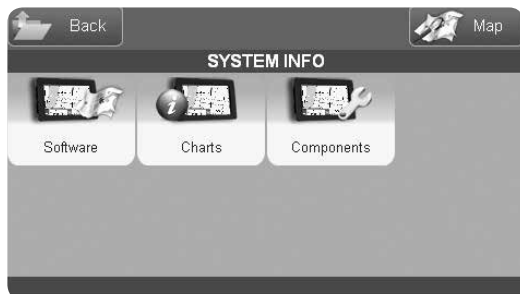 Back
Map
SYSTEM INFO
Software
Charts
Components